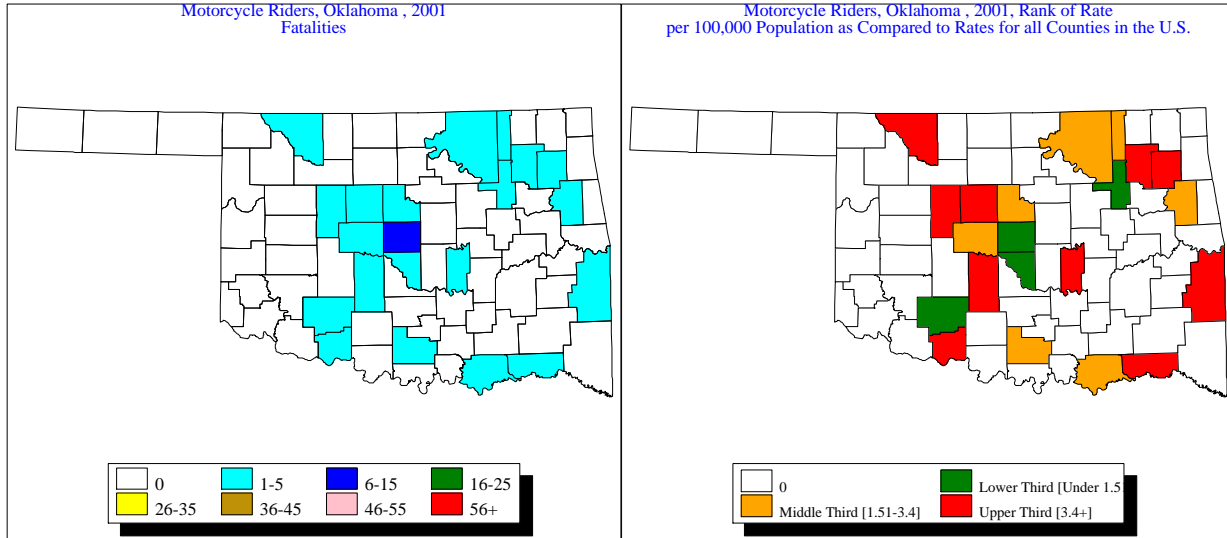 Motorcycle Riders, Oklahoma , 2001
Fatalities
0
1-5
6-15
16-25
26-35
36-45
46-55
56+
Motorcycle Riders, Oklahoma , 2001, Rank of Rate
per 100,000 Population as Compared to Rates for all Counties in the U.S.
0
Lower Third [Under 1.5
Middle Third [1.51-3.4]
Upper Third [3.4+]